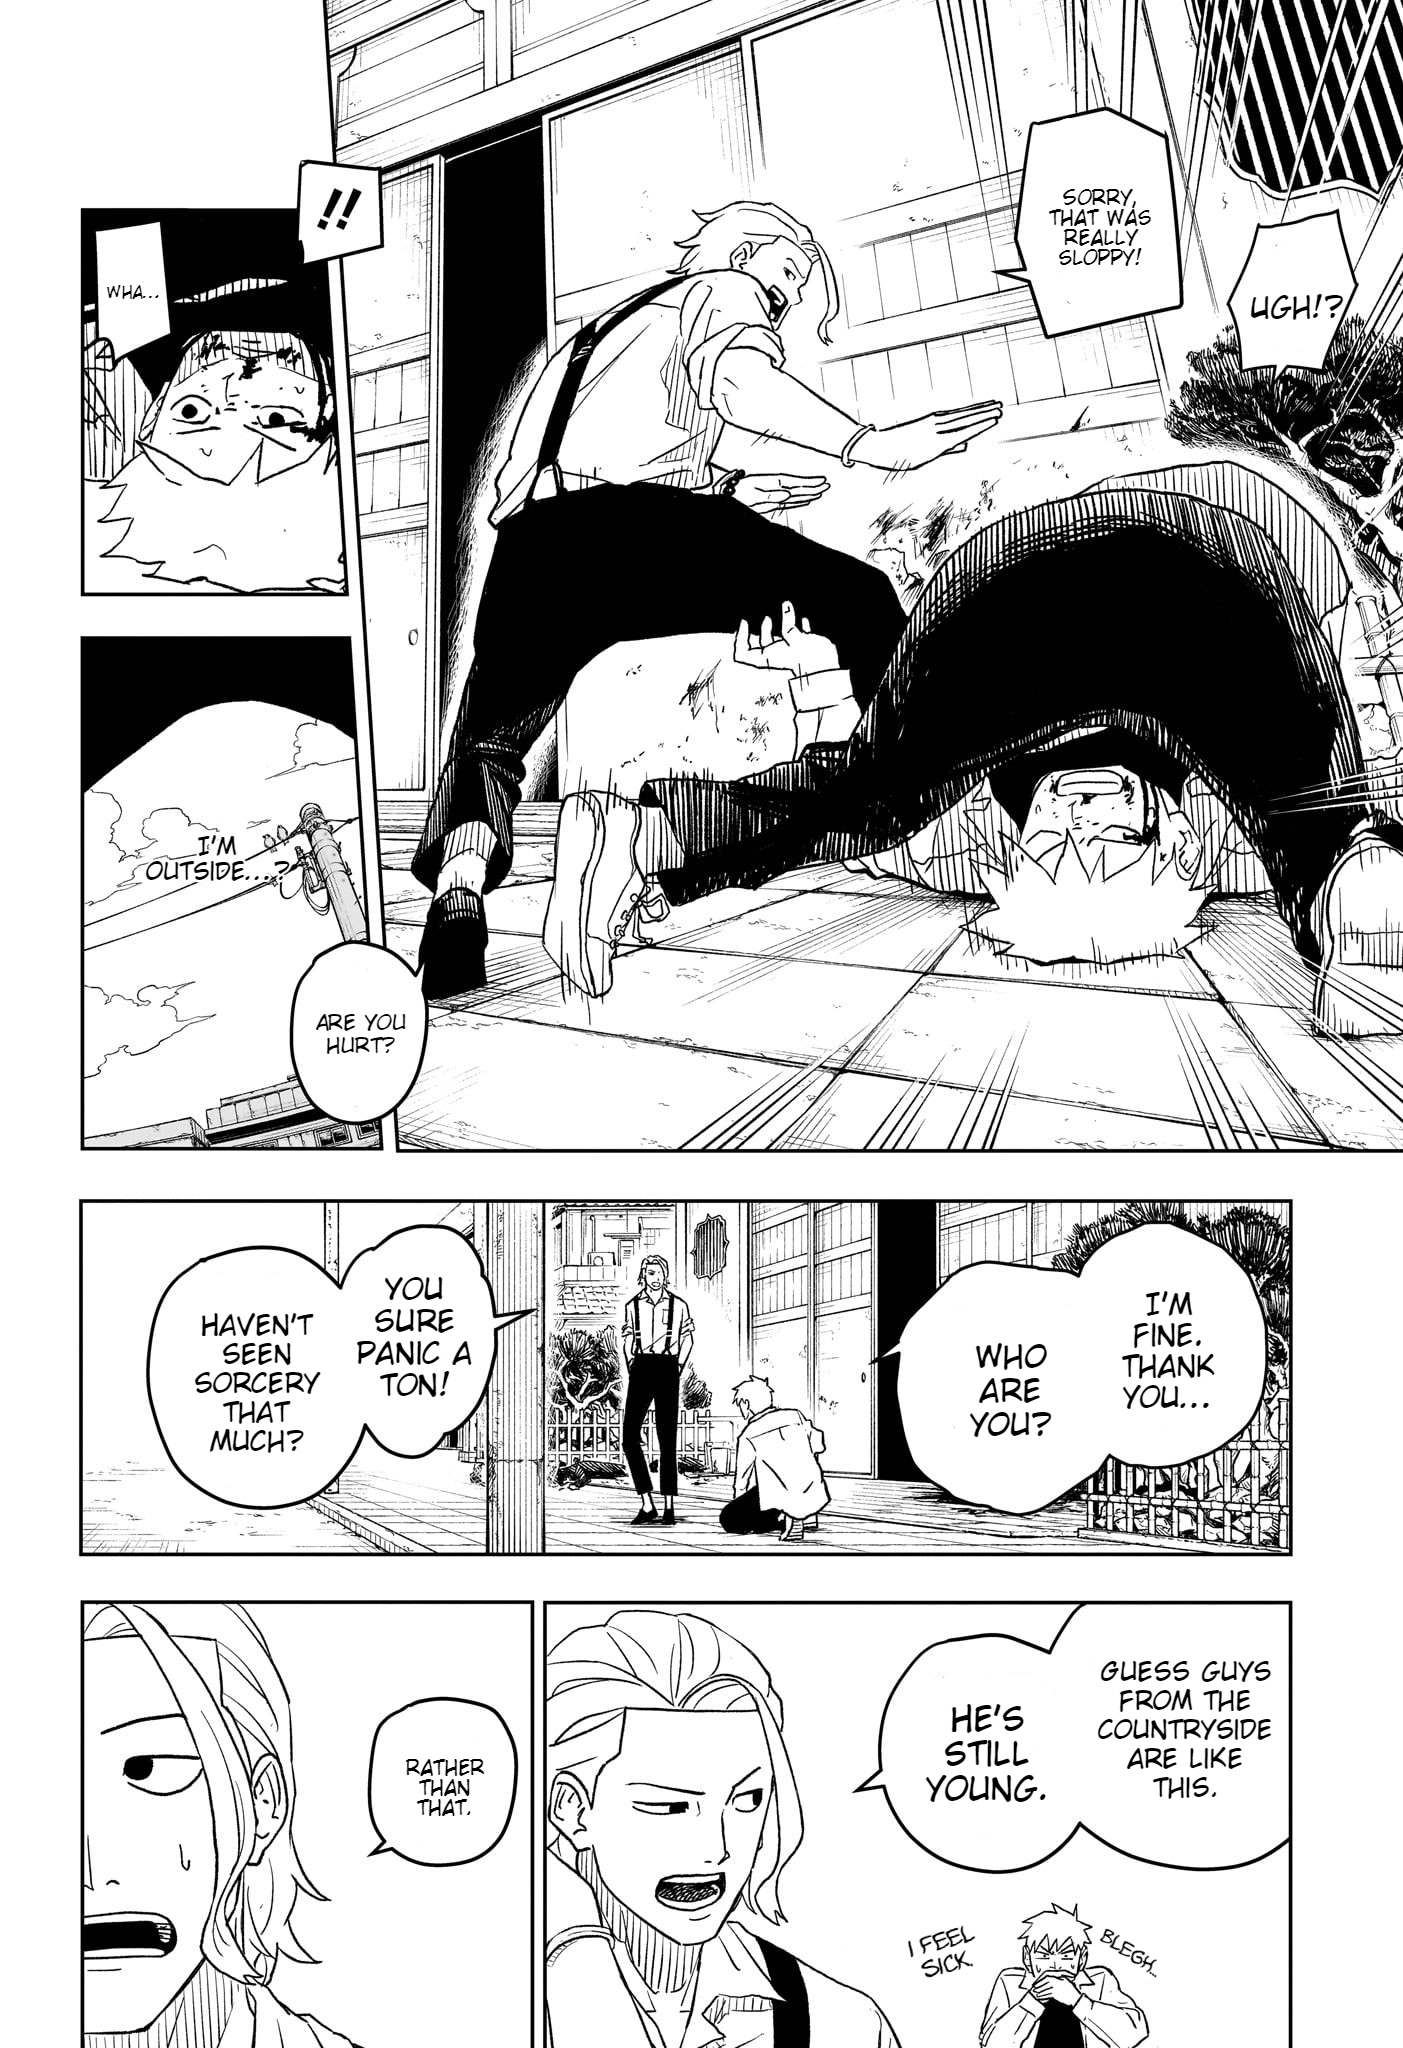 UGH!?
SORRY,
THAT WAS
REALLY
SLOPPY!
!!
WHA...
I'M
OUTSIDE...?
ARE YOU
HURT?
I'M
FINE.
THANK
YOU...
WHO
ARE
YOU?
YOU
SURE
PANIC A
TON!
HAVEN'T
SEEN
SORCERY
THAT
MUCH?
GUESS GUYS
FROM THE
COUNTRYSIDE
ARE LIKE
THIS.
HE'S
STILL
YOUNG.
BLEGH...
I FEEL
SICK.
RATHER
THAN
THAT.